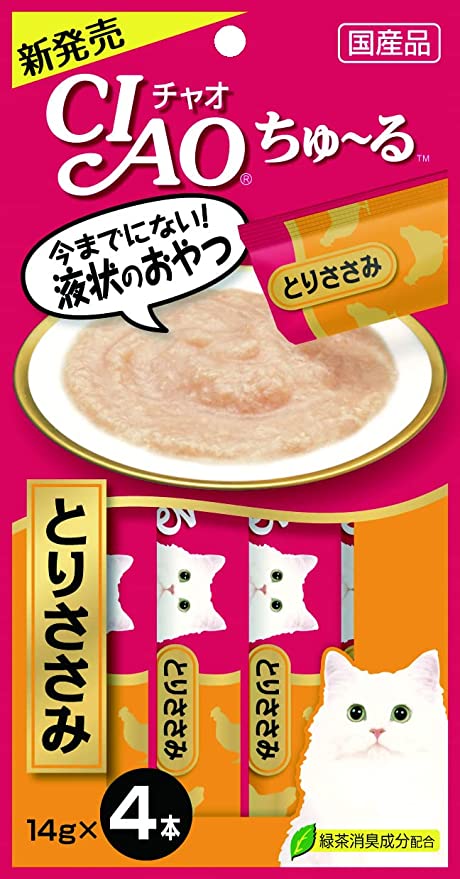 新発売
国産品
CIAO チャオ ちゅ～る™
®
今までにない!
液状のおやつ
とりささみ
とりささみ
とりささみ
とりささみ
14g×4本
緑茶消臭成分配合